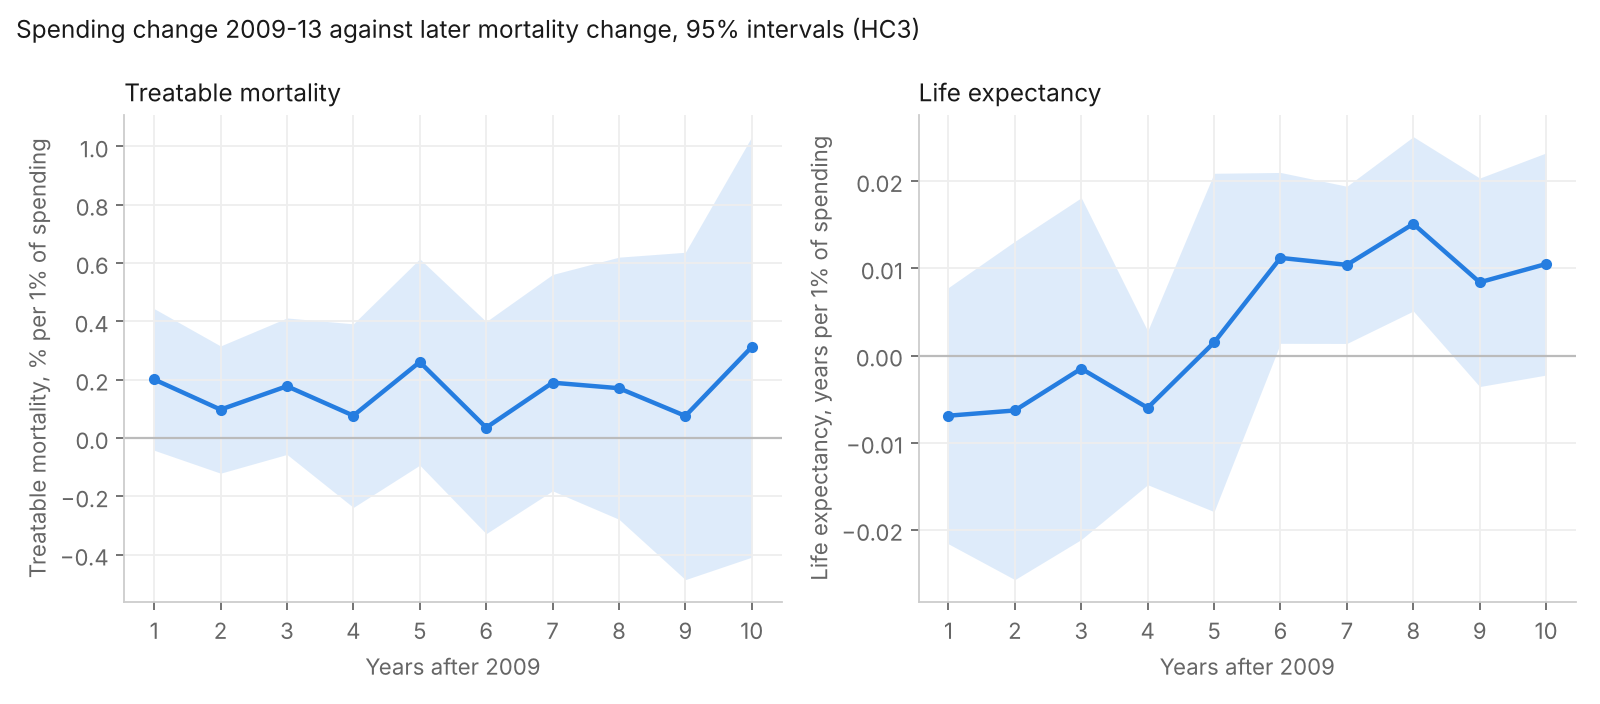 Spending change 2009-13 against later mortality change, 95% intervals (HC3)
Treatable mortality
Treatable mortality, % per 1% of spending
1.0
0.8
0.6
0.4
0.2
0.0
−0.2
−0.4
1 2 3 4 5 6 7 8 9 10
Years after 2009
Life expectancy
Life expectancy, years per 1% of spending
0.02
0.01
0.00
−0.01
−0.02
1 2 3 4 5 6 7 8 9 10
Years after 2009